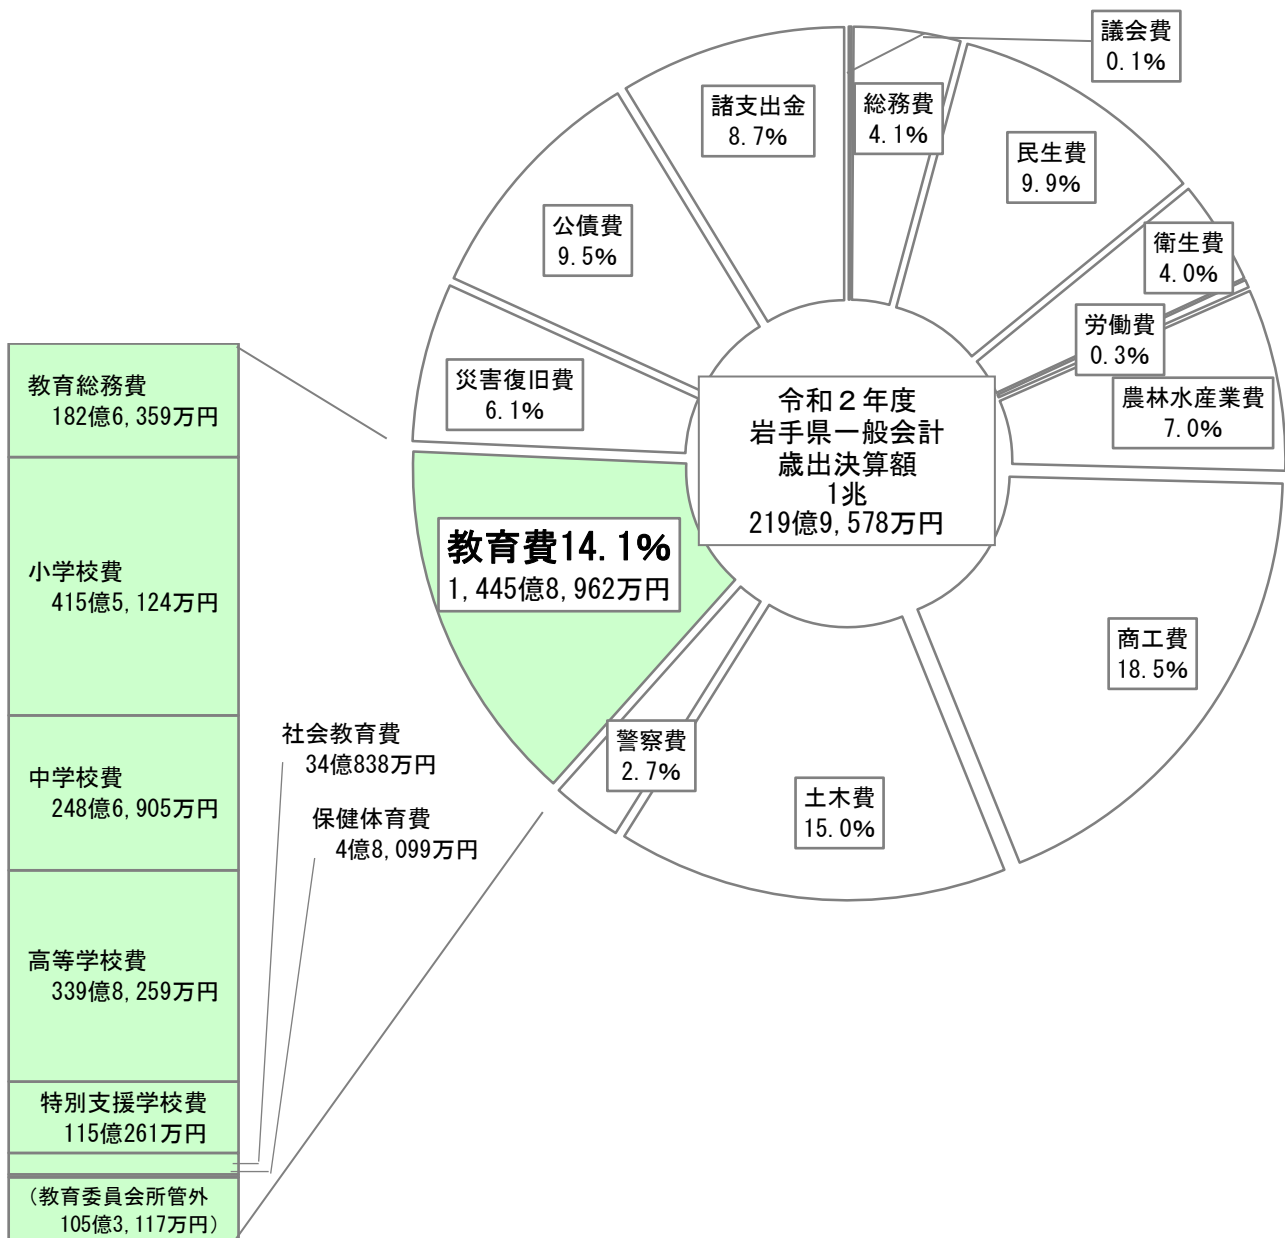 議会費
0.1%
総務費
4.1%
民生費
9.9%
衛生費
4.0%
労働費
0.3%
農林水産業費
7.0%
商工費
18.5%
土木費
15.0%
警察費
2.7%
教育費14.1%
1,445億8,962万円
災害復旧費
6.1%
公債費
9.5%
諸支出金
8.7%
令和２年度
岩手県一般会計
歳出決算額
1兆
219億9,578万円
教育総務費
182億6,359万円
小学校費
415億5,124万円
中学校費
248億6,905万円
高等学校費
339億8,259万円
特別支援学校費
115億261万円
社会教育費
34億838万円
保健体育費
4億8,099万円
（教育委員会所管外
105億3,117万円）